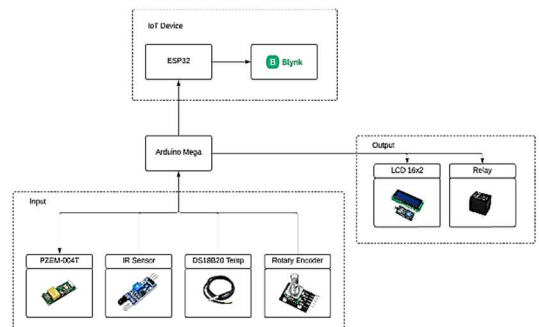 IoT Device
ESP32
B Blynk
Arduino Mega
Output
LCD 16x2
Relay
Input
PZEM-004T
IR Sensor
DS18B20 Temp
Rotary Encoder